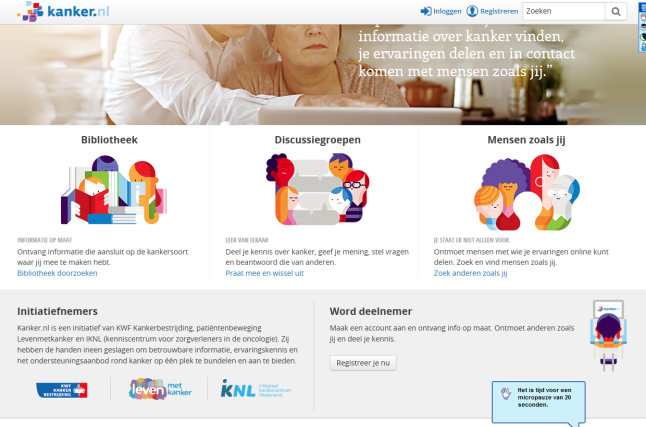 kanker.nl
Inloggen
Registreren
Zoeken
informatie over kanker vinden,
je ervaringen delen en in contact
komen met mensen zoals jij.”
Bibliotheek
Discussiegroepen
Mensen zoals jij
INFORMATIE OP MAAT
LEER VAN ELKAAR
JE STAAT ER NIET ALLEEN VOOR
Ontvang informatie die aansluit op de kankersoort
waar jij mee te maken hebt.
Bibliotheek doorzoeken
Deel je kennis over kanker, geef je mening, stel vragen
en beantwoord die van anderen.
Praat mee en wissel uit
Ontmoet mensen met wie je ervaringen online kunt
delen. Zoek en vind mensen zoals jij.
Zoek anderen zoals jij
Initiatiefnemers
Kanker.nl is een initiatief van KWF Kankerbestrijding, patiëntenbeweging
Levenmetkanker en IKNL (kenniscentrum voor zorgverleners in de oncologie). Zij
hebben de handen ineen geslagen om betrouwbare informatie, ervaringskennis en
het ondersteuningsaanbod rond kanker op één plek te bundelen en aan te bieden.
KWF
KANKER
BESTRIJDING
leven met
kanker
IKNL
integraal
kankercentrum
Nederland
Word deelnemer
Maak een account aan en ontvang info op maat. Ontmoet anderen zoals
jij en deel je kennis.
Registreer je nu
Het is tijd voor een
micropauze van 20
seconden.